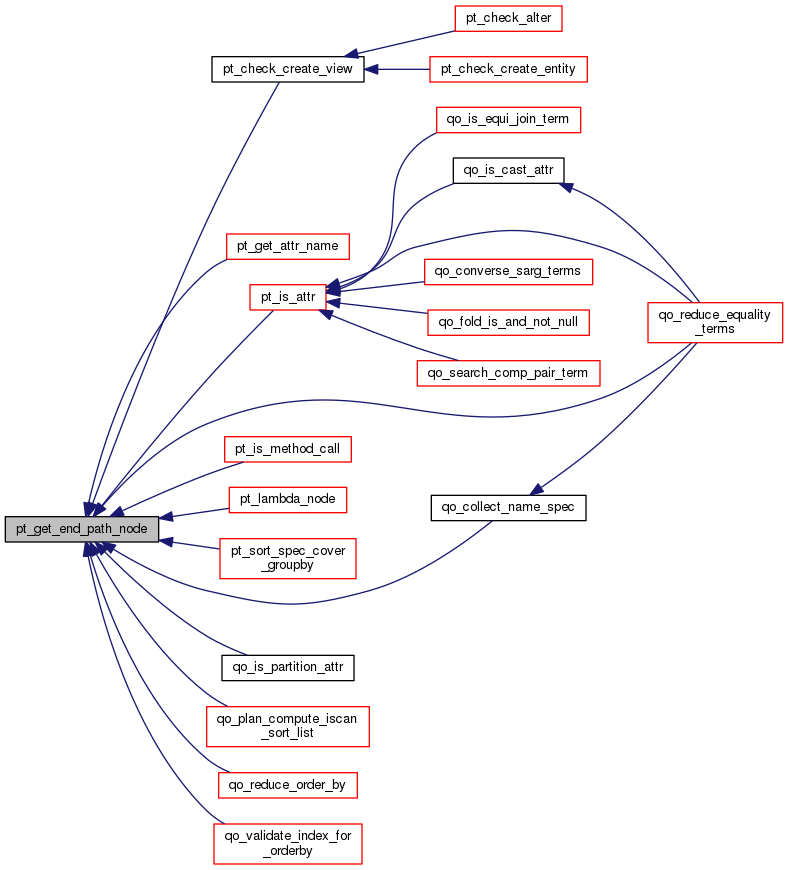 pt_check_alter
pt_check_create_view
pt_check_create_entity
qo_is_equi_join_term
qo_is_cast_attr
pt_get_attr_name
qo_converse_sarg_terms
pt_is_attr
qo_reduce_equality
_terms
qo_fold_is_and_not_null
qo_search_comp_pair_term
pt_is_method_call
pt_lambda_node
qo_collect_name_spec
pt_get_end_path_node
pt_sort_spec_cover
_groupby
qo_is_partition_attr
qo_plan_compute_iscan
_sort_list
qo_reduce_order_by
qo_validate_index_for
_orderby